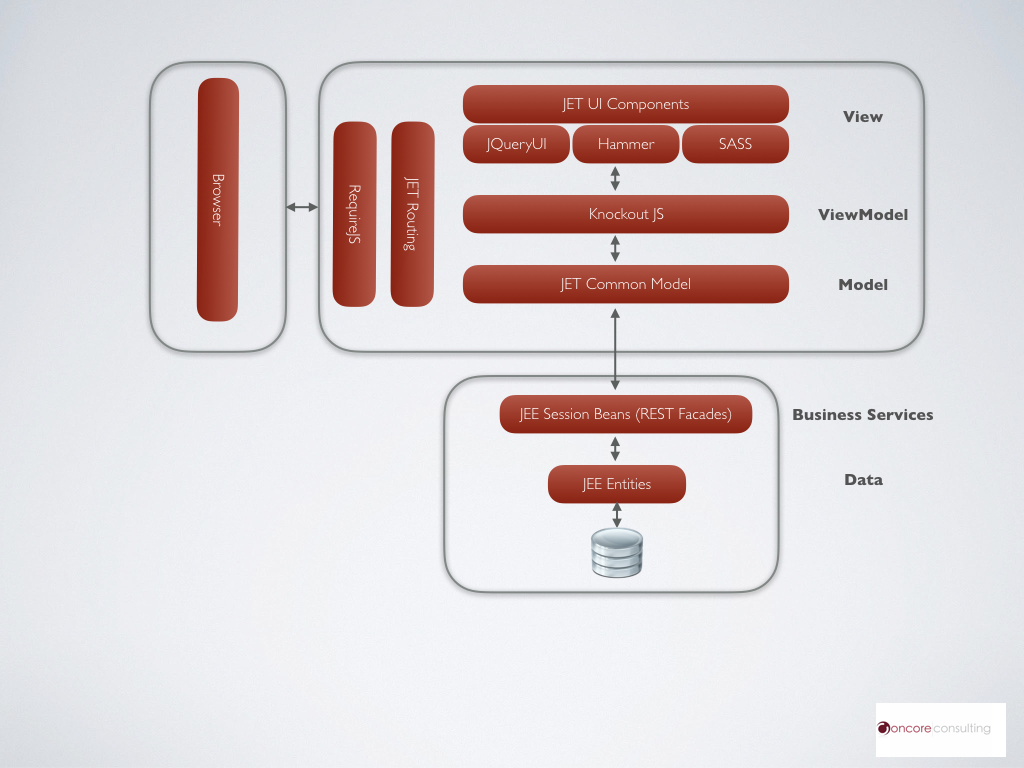 Browser
RequireJS
JET Routing
JET UI Components
JQueryUI
Hammer
SASS
View
Knockout JS
ViewModel
JET Common Model
Model
JEE Session Beans (REST Facades)
Business Services
JEE Entities
Data
oncore consulting